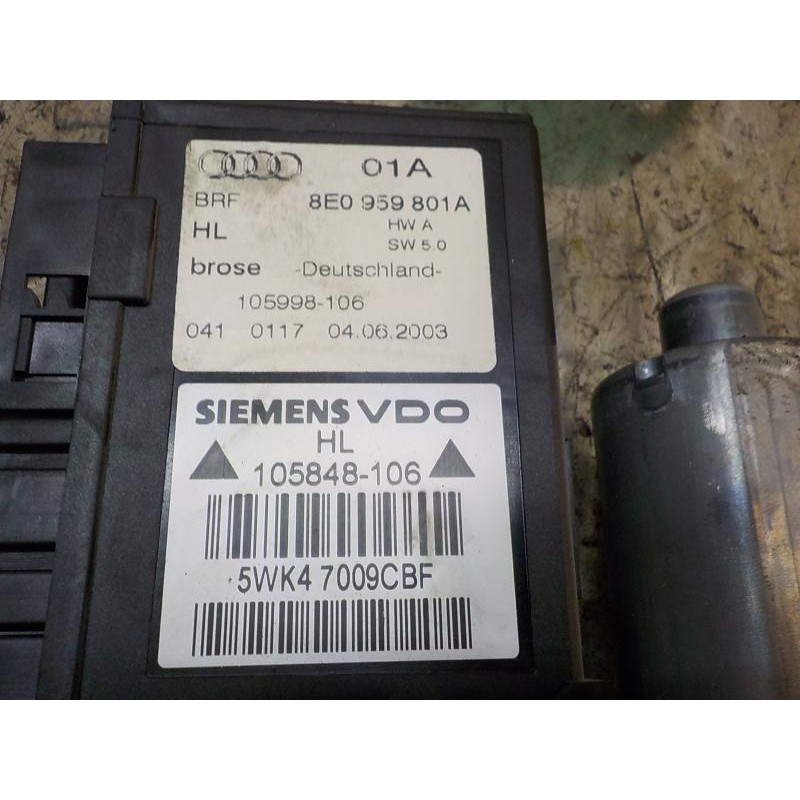 01A
BRF 8E0 959 801A
HL HW A
SW 5.0
brose -Deutschland-
105998-106
041 0117 04.06.2003
SIEMENS VDO
HL
105848-106
5WK4 7009CBF